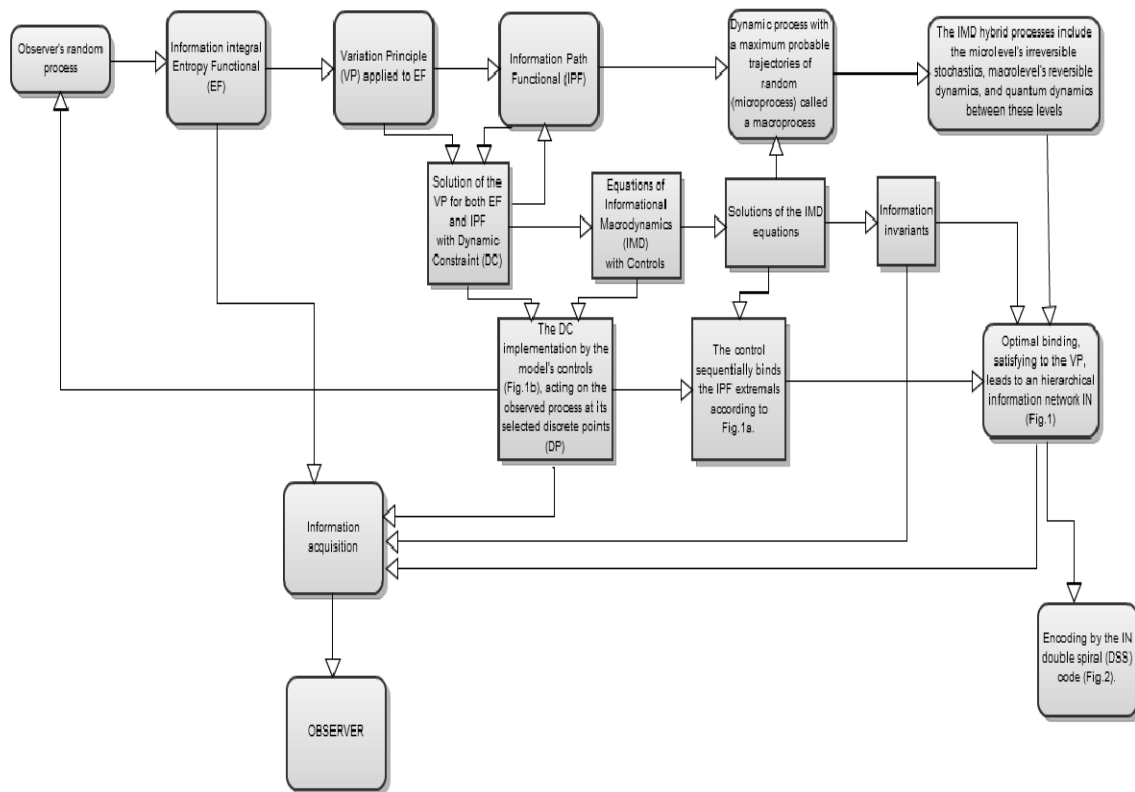 Observer's random
process
Information integral
Entropy Functional
(EF)
Variation Principle
(VP) applied to EF
Information Path
Functional (IPF)
Dynamic process with
a maximum probable
trajectories of
random
(microprocess) called
a macroprocess
The IMD hybrid processes include
the microlevel's irreversible
stochastics, macrolevel's reversible
dynamics, and quantum dynamics
between these levels
Solution of the
VP for both EF
and IPF
with Dynamic
Constraint (DC)
Equations of
Informational
Macrodynamics
(IMD)
with Controls
Solutions of the IMD
equations
Information
invariants
The DC
implementation by the
model's controls
(Fig.1b), acting on the
observed process at its
selected discrete points
(DP)
The control
sequentially binds
the IPF extremals
according to
Fig.1a.
Optimal binding,
satisfying to the VP,
leads to an hierarchical
information network IN
(Fig.1)
Information
acquisition
Encoding by the IN
double spiral (DSS)
code (Fig.2).
OBSERVER